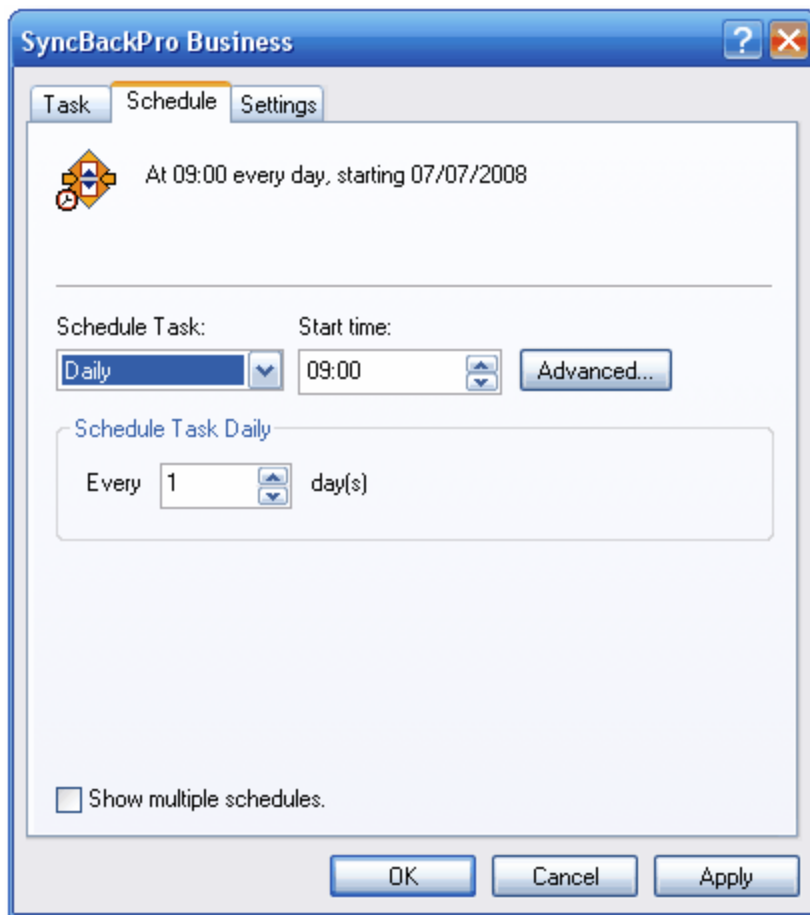 SyncBackPro Business
Task Schedule Settings
At 09:00 every day, starting 07/07/2008
Schedule Task: Start time:
Daily 09:00 Advanced...
Schedule Task Daily
Every 1 day(s)
Show multiple schedules.
OK Cancel Apply